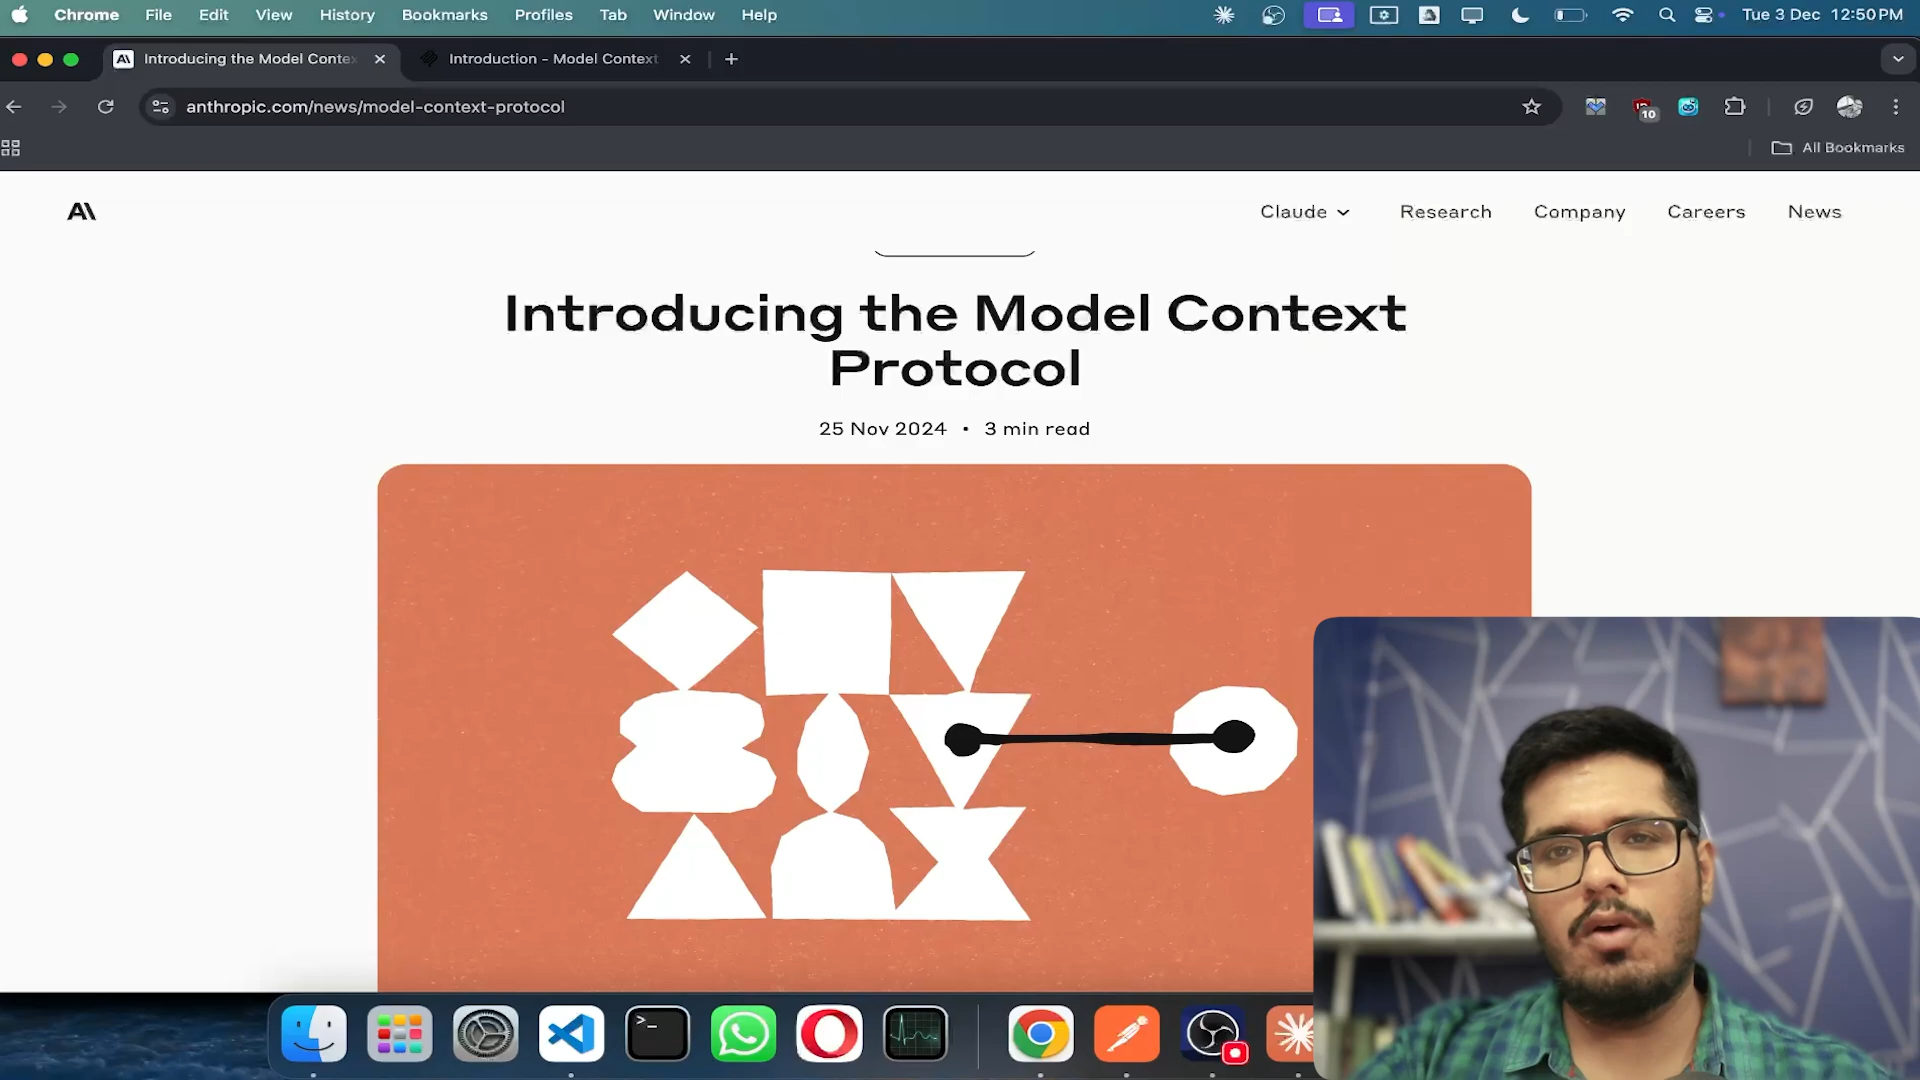 Chrome File Edit View History Bookmarks Profiles Tab Window Help Tue 3 Dec 12:50 PM
Introducing the Model Contex Introduction - Model Context
anthropic.com/news/model-context-protocol 10
All Bookmarks
Claude Research Company Careers News
Introducing the Model Context
Protocol
25 Nov 2024 • 3 min read